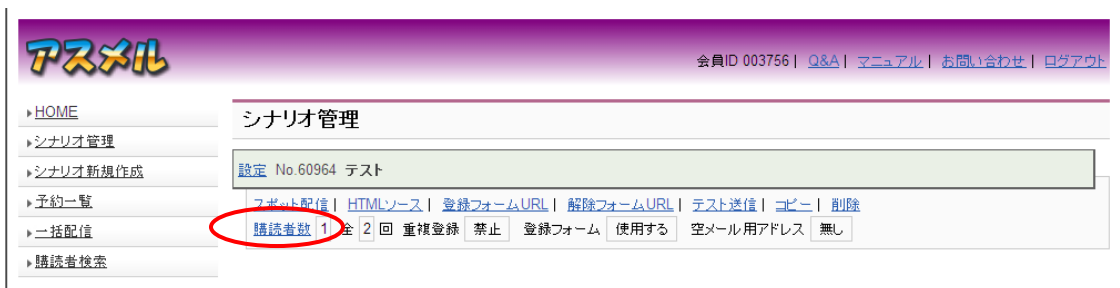 アスメル
会員ID 003756 | Q&A | マニュアル | お問い合わせ | ログアウト
HOME
シナリオ管理
シナリオ新規作成
予約一覧
一括配信
購読者検索
シナリオ管理
設定 No.60964 テスト
スポット配信 | HTMLソース | 登録フォームURL | 解除フォームURL | テスト送信 | コピー | 削除
購読者数 1 全 2 回 重複登録 禁止 登録フォーム 使用する 空メール用アドレス 無し